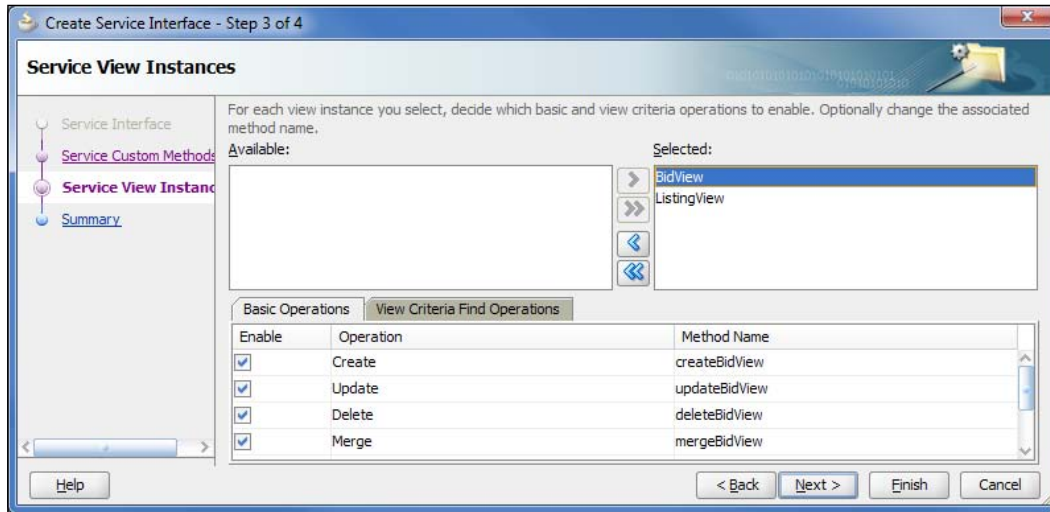 Create Service Interface - Step 3 of 4
Service View Instances
Service Interface
Service Custom Methods
Service View Instanc
Summary
For each view instance you select, decide which basic and view criteria operations to enable. Optionally change the associated
method name.
Available:
Selected:
BidView
ListingView
Basic Operations
View Criteria Find Operations
Enable Operation Method Name
Create createBidView
Update updateBidView
Delete deleteBidView
Merge mergeBidView
Help
< Back
Next >
Finish
Cancel